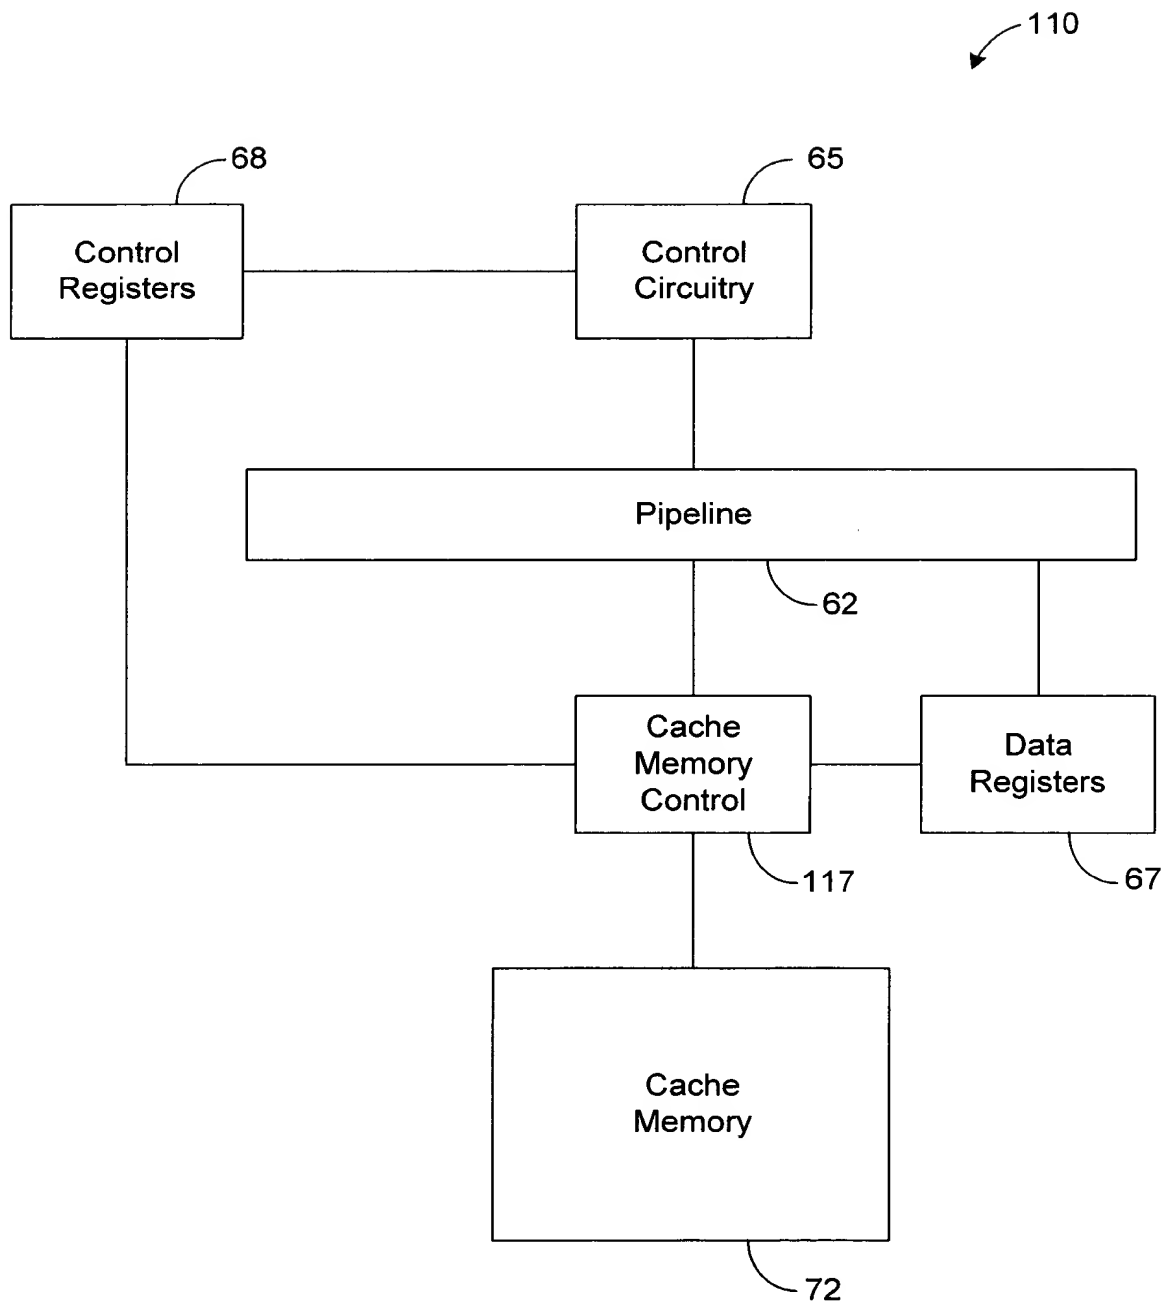 110
68
65
Control
Registers
Control
Circuitry
Pipeline
62
Cache
Memory
Control
Data
Registers
117
67
Cache
Memory
72